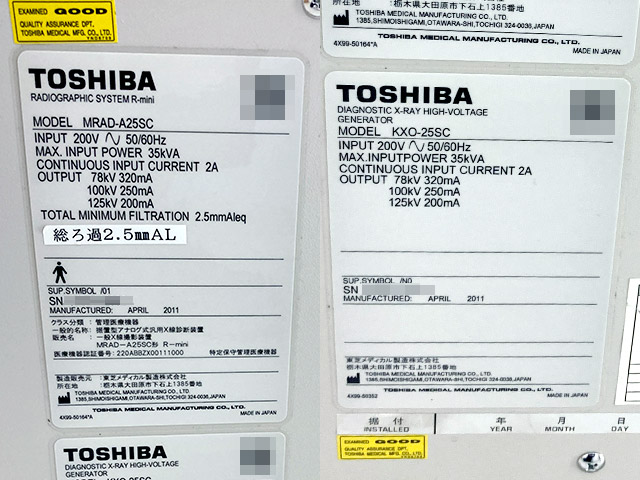 EXAMINED GOOD
QUALITY ASSURANCE DPT.
TOSHIBA MEDICAL MFG. CO., LTD.
TOSHIBA
RADIOGRAPHIC SYSTEM R-mini
MODEL MRAD-A25SC
INPUT 200V ∿ 50/60Hz
MAX. INPUT POWER 35kVA
CONTINUOUS INPUT CURRENT 2A
OUTPUT 78kV 320mA
100kV 250mA
125kV 200mA
TOTAL MINIMUM FILTRATION 2.5mmAleq
総ろ過2.5mmAL
SUP.SYMBOL /01
SN
MANUFACTURED: APRIL 2011
クラス分類: 管理医療機器
一般的名称: 据置型アナログ式汎用X線診断装置
販売名: 一般X線撮影装置
MRAD-A25SC形 R-mini
医療機器認証番号: 220ABBZX00111000 特定保守管理医療機器
製造販売元: 東芝メディカル製造株式会社
所在地: 栃木県大田原市下石上1385番地
TOSHIBA MEDICAL MANUFACTURING CO., LTD.
1385,SHIMOISHIGAMI,OTAWARA-SHI,TOCHIGI 324-0036,JAPAN
TOSHIBA MEDICAL MANUFACTURING CO., LTD.
4X99-50164*A MADE IN JAPAN
TOSHIBA
DIAGNOSTIC X-RAY HIGH-VOLTAGE
GENERATOR
所在地: 栃木県大田原市下石上1385番地
TOSHIBA MEDICAL MANUFACTURING CO., LTD.
1385,SHIMOISHIGAMI,OTAWARA-SHI,TOCHIGI 324-0036,JAPAN
TOSHIBA MEDICAL MANUFACTURING CO., LTD.
4X99-50164*A MADE IN JAPAN
TOSHIBA
DIAGNOSTIC X-RAY HIGH-VOLTAGE
GENERATOR
MODEL KXO-25SC
INPUT 200V ∿ 50/60Hz
MAX.INPUTPOWER 35kVA
CONTINUOUS INPUT CURRENT 2A
OUTPUT 78kV 320mA
100kV 250mA
125kV 200mA
SUP.SYMBOL /N0
SN
MANUFACTURED: APRIL 2011
東芝メディカル製造株式会社
栃木県大田原市下石上1385番地
TOSHIBA MEDICAL MANUFACTURING CO., LTD.
1385,SHIMOISHIGAMI,OTAWARA-SHI,TOCHIGI 324-0036,JAPAN
4X99-50352 MADE IN JAPAN
据付 年 月 日
INSTALLED YEAR MONTH DAY
EXAMINED GOOD
QUALITY ASSURANCE DPT.
TOSHIBA MEDICAL MFG. CO., LTD.